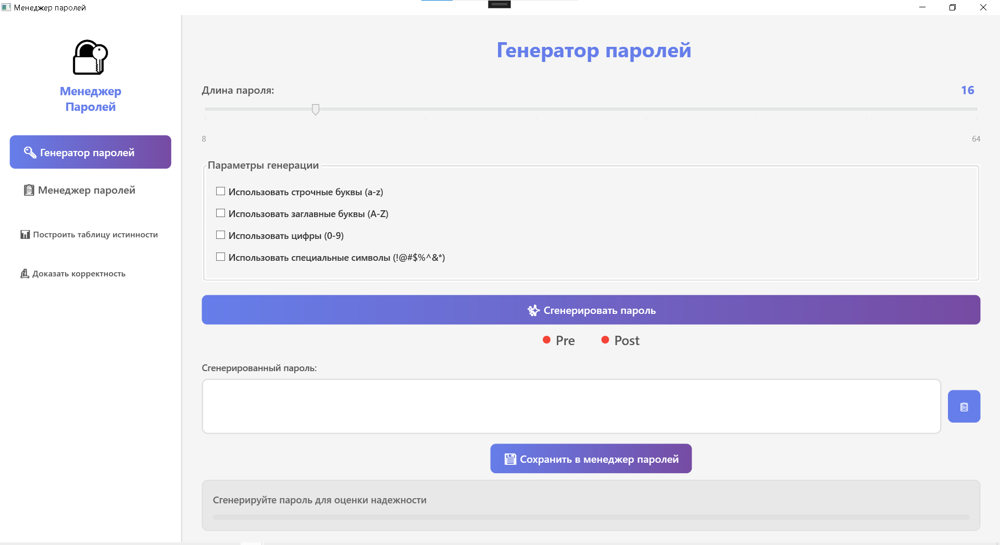 Менеджер паролей
Менеджер
Паролей
Генератор паролей
Менеджер паролей
Построить таблицу истинности
Доказать корректность
Генератор паролей
Длина пароля:
16
8
64
Параметры генерации
Использовать строчные буквы (a-z)
Использовать заглавные буквы (A-Z)
Использовать цифры (0-9)
Использовать специальные символы (!@#$%^&*)
Сгенерировать пароль
Pre
Post
Сгенерированный пароль:
Сохранить в менеджер паролей
Сгенерируйте пароль для оценки надежности